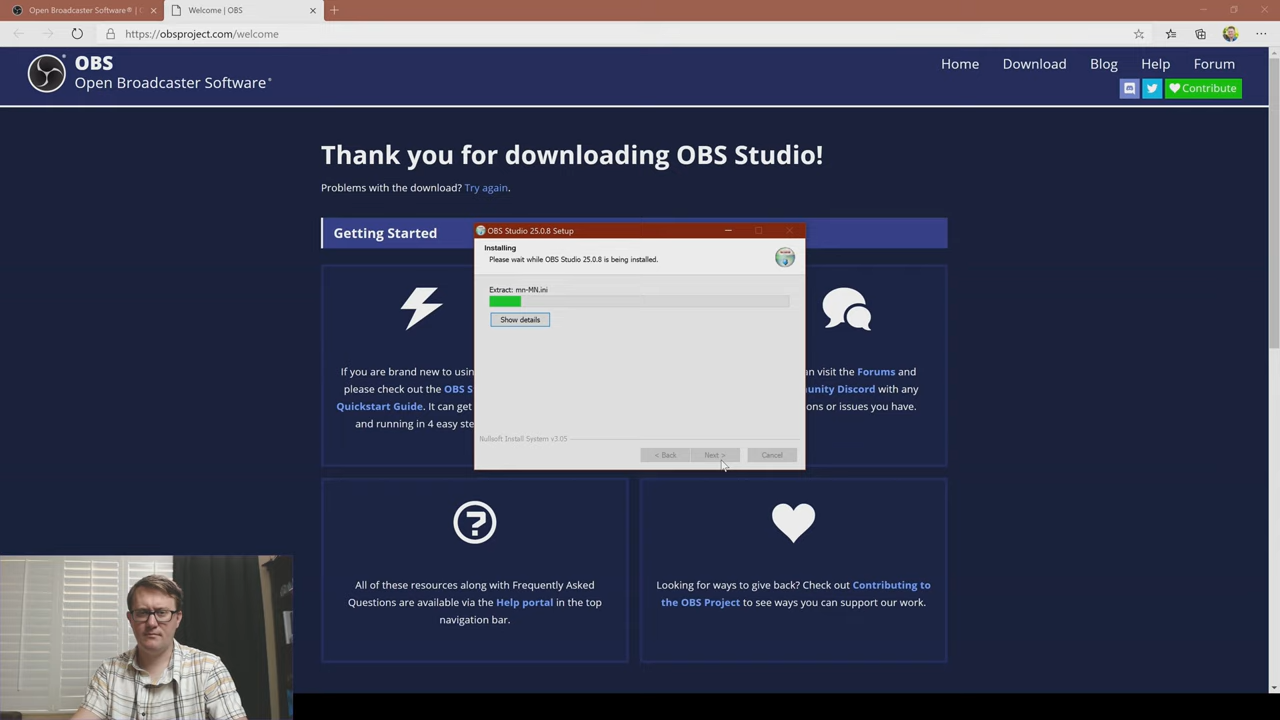 Open Broadcaster Software® |
Welcome | OBS
https://obsproject.com/welcome
OBS
Open Broadcaster Software
Home
Download
Blog
Help
Forum
Contribute
Thank you for downloading OBS Studio!
Problems with the download? Try again.
Getting Started
OBS Studio 25.0.8 Setup
Installing
Please wait while OBS Studio 25.0.8 is being installed.
Extract: mn-MN.ini
Show details
Nullsoft Install System v3.05
< Back
Next >
Cancel
If you are brand new to usin
please check out the OBS S
Quickstart Guide. It can get
and running in 4 easy ste
n visit the Forums and
unity Discord with any
ons or issues you have.
All of these resources along with Frequently Asked
Questions are available via the Help portal in the top
navigation bar.
Looking for ways to give back? Check out Contributing to
the OBS Project to see ways you can support our work.